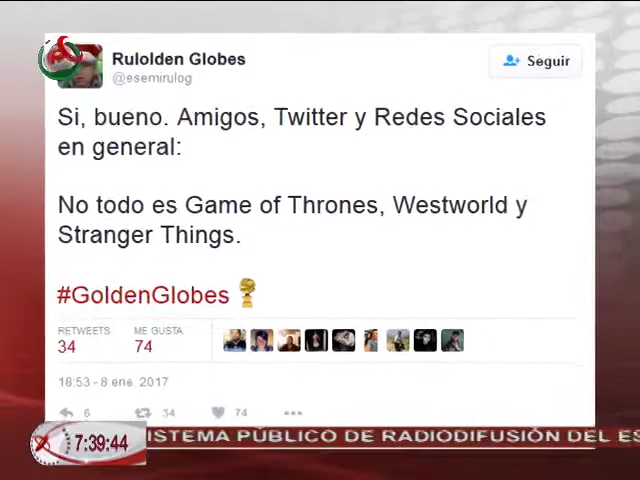 Rulolden Globes
@esemirulog
Seguir
Si, bueno. Amigos, Twitter y Redes Sociales
en general:
No todo es Game of Thrones, Westworld y
Stranger Things.
#GoldenGlobes
RETWEETS
ME GUSTA
34
74
16:53 - 8 ene. 2017
6
34
74
7:39:44
ISTEMA PÚBLICO DE RADIODIFUSIÓN DEL ES